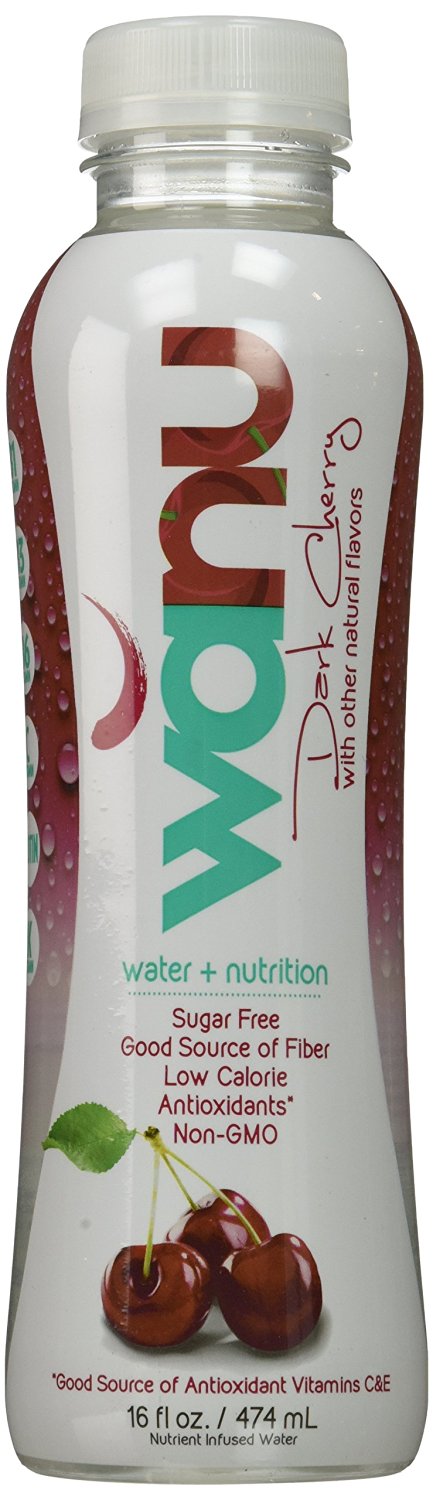 wanu
Dark Cherry
with other natural flavors
water + nutrition
Sugar Free
Good Source of Fiber
Low Calorie
Antioxidants*
Non-GMO
*Good Source of Antioxidant Vitamins C&E
16 fl oz. / 474 mL
Nutrient Infused Water